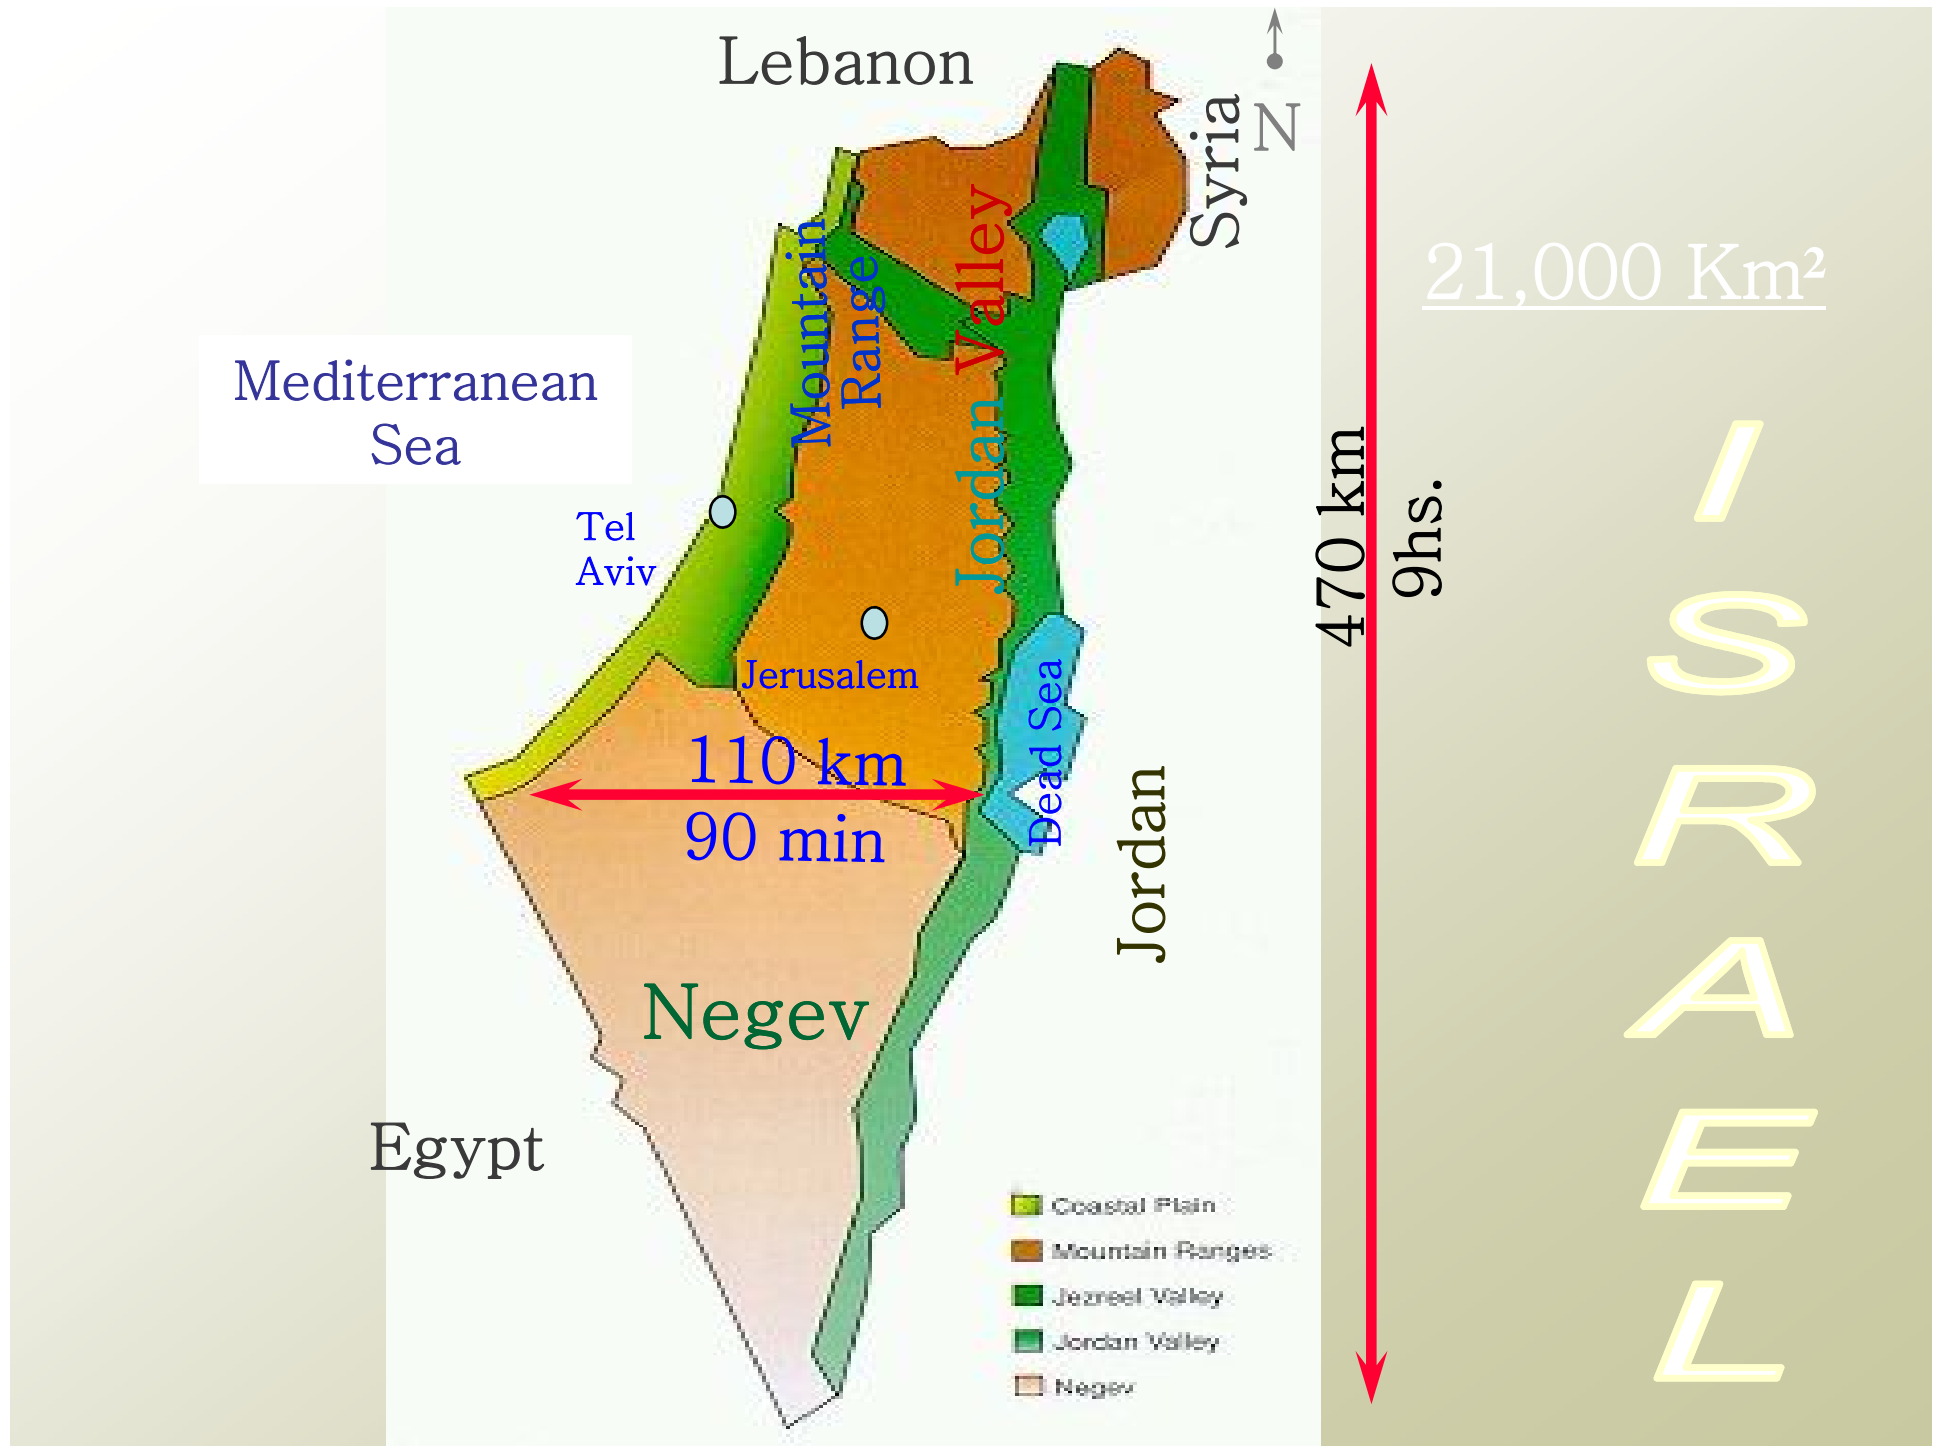 Lebanon
N
Syria
21,000 Km²
Mountain
Range
Jordan Valley
Mediterranean
Sea
Tel
Aviv
Jerusalem
Dead Sea
470 km
9hs.
110 km
90 min
Jordan
Negev
Egypt
Coastal Plain
Mountain Ranges
Jezreel Valley
Jordan Valley
Negev
ISRAEL